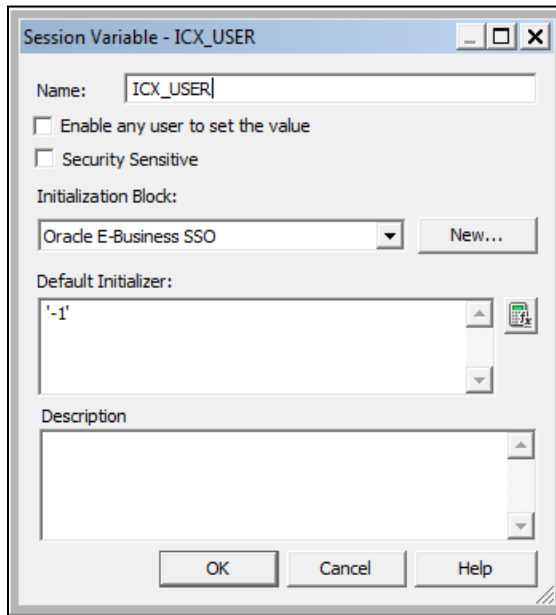 Session Variable - ICX_USER
Name: ICX_USER
Enable any user to set the value
Security Sensitive
Initialization Block:
Oracle E-Business SSO New...
Default Initializer:
'-1'
Description
OK Cancel Help